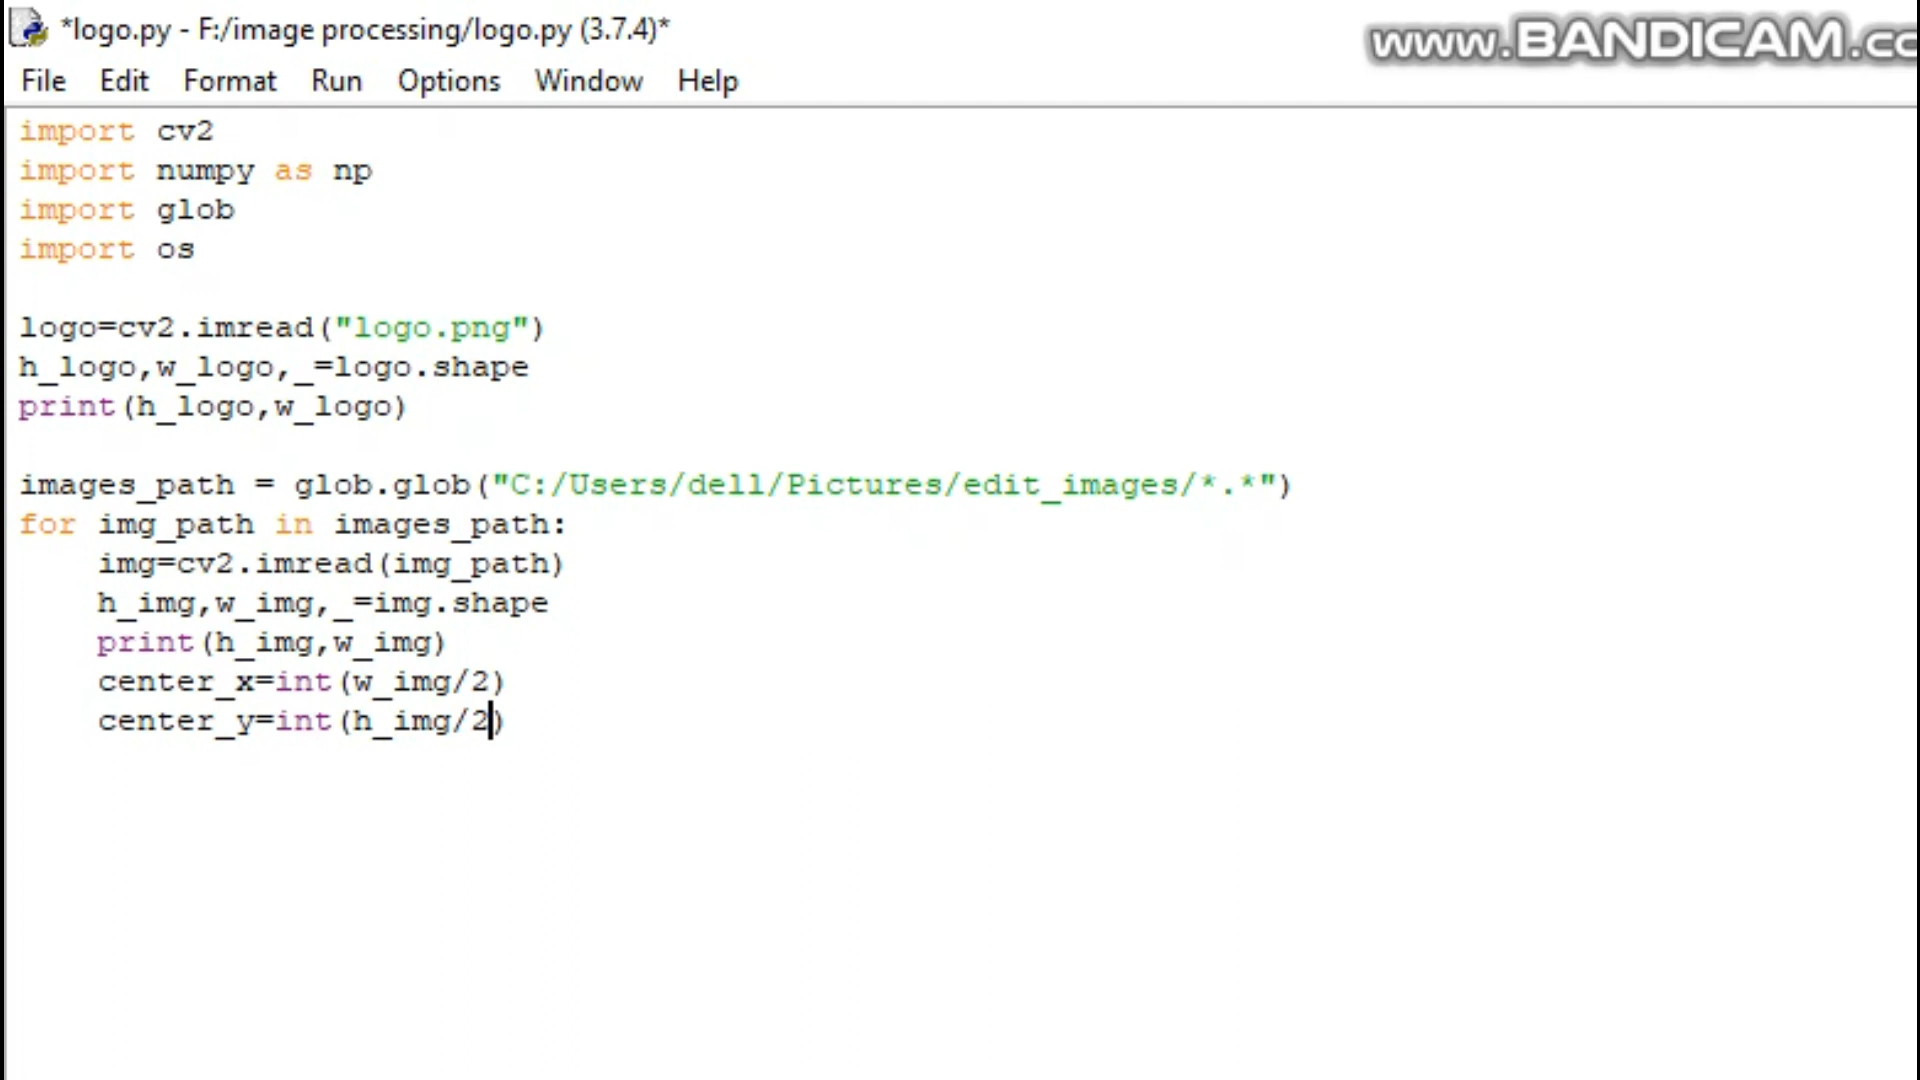 *logo.py - F:/image processing/logo.py (3.7.4)*
www.BANDICAM.co
File Edit Format Run Options Window Help
import cv2
import numpy as np
import glob
import os
logo=cv2.imread("logo.png")
h_logo,w_logo,_=logo.shape
print(h_logo,w_logo)
images_path = glob.glob("C:/Users/dell/Pictures/edit_images/*.*")
for img_path in images_path:
    img=cv2.imread(img_path)
    h_img,w_img,_=img.shape
    print(h_img,w_img)
    center_x=int(w_img/2)
    center_y=int(h_img/2)